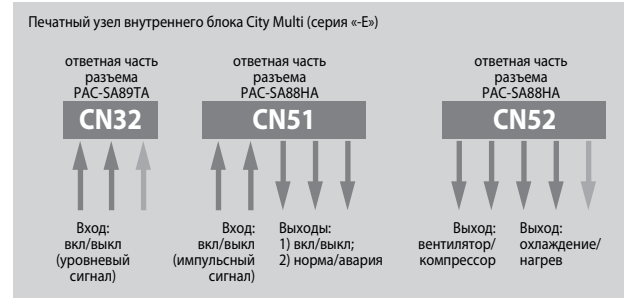 Печатный узел внутреннего блока City Multi (серия «-E»)
ответная часть
разъема
PAC-SA89TA
CN32
Вход:
вкл/выкл
(уровневый
сигнал)
ответная часть
разъема
PAC-SA88HA
CN51
Вход:
вкл/выкл
(импульсный
сигнал)
Выходы:
1) вкл/выкл;
2) норма/авария
ответная часть
разъема
PAC-SA88HA
CN52
Выход:
вентилятор/
компрессор
Выход:
охлаждение/
нагрев